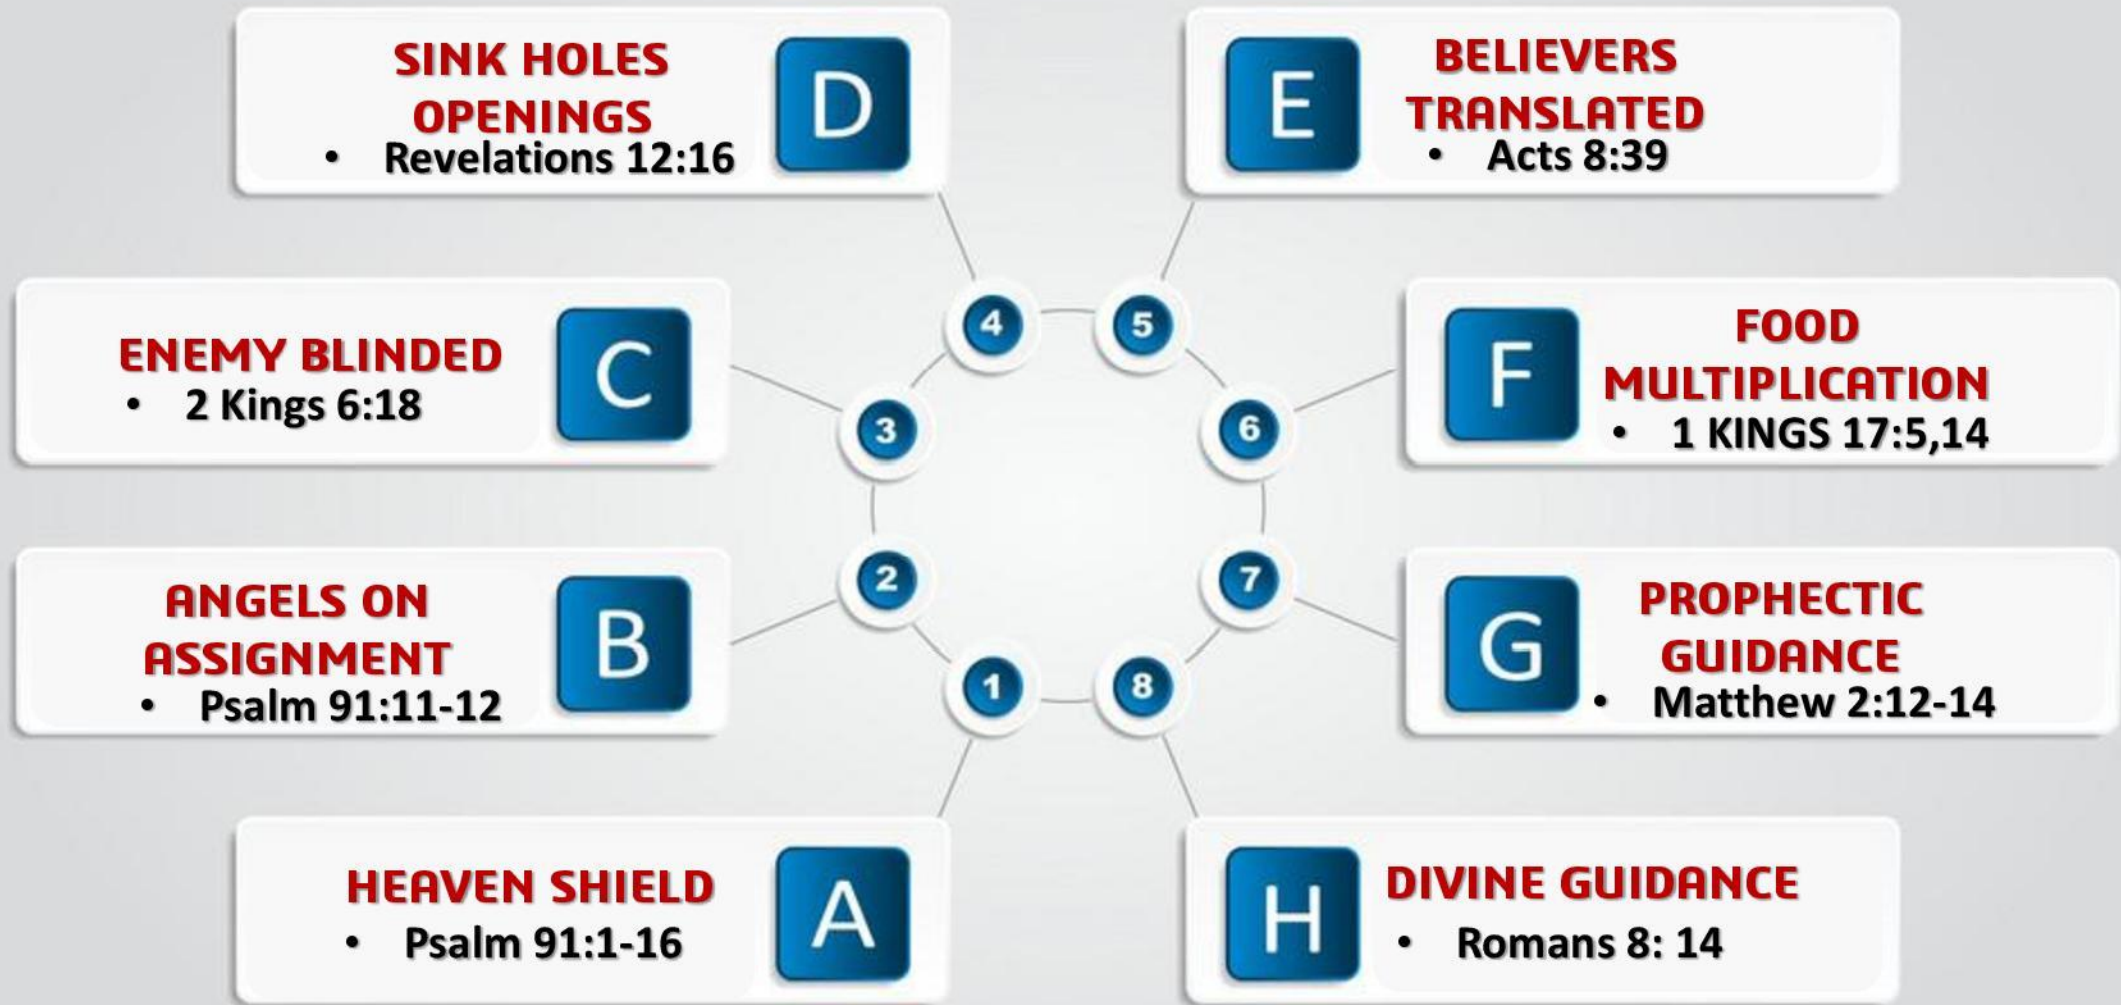 SINK HOLES
OPENINGS
• Revelations 12:16
D
E
BELIEVERS
TRANSLATED
• Acts 8:39
ENEMY BLINDED
• 2 Kings 6:18
C
F
FOOD
MULTIPLICATION
• 1 KINGS 17:5,14
ANGELS ON
ASSIGNMENT
• Psalm 91:11-12
B
G
PROPHECTIC
GUIDANCE
• Matthew 2:12-14
HEAVEN SHIELD
• Psalm 91:1-16
A
H
DIVINE GUIDANCE
• Romans 8: 14
4
5
3
6
2
7
1
8